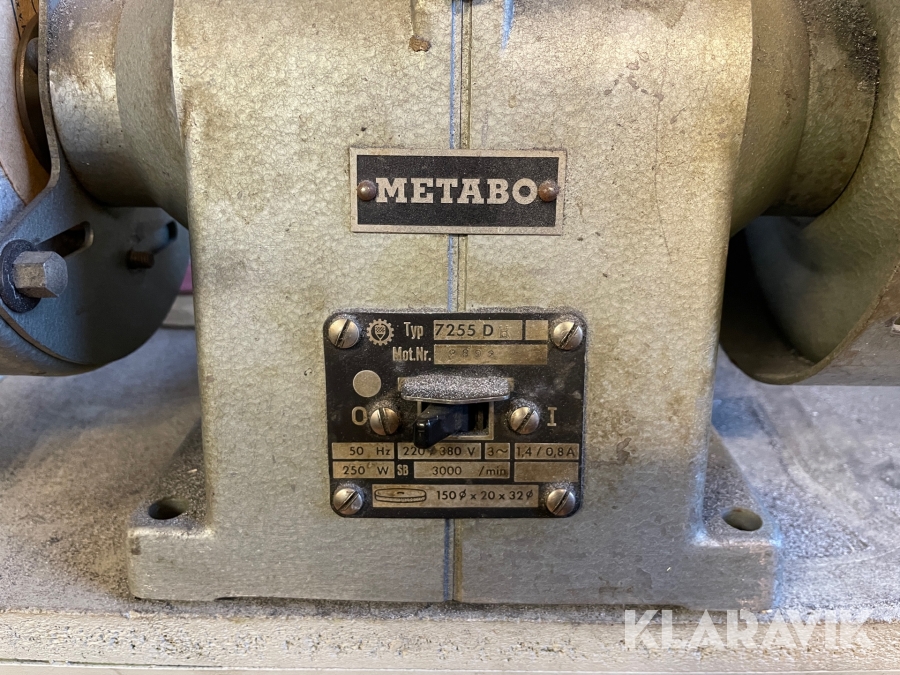 METABO
Typ 7255 D
Mot.Nr.
O I
50 Hz 220/380 V 3~ 1,4/0,8A
250 W SB 3000 /min
150ø x 20 x 32ø
KLARAVIK